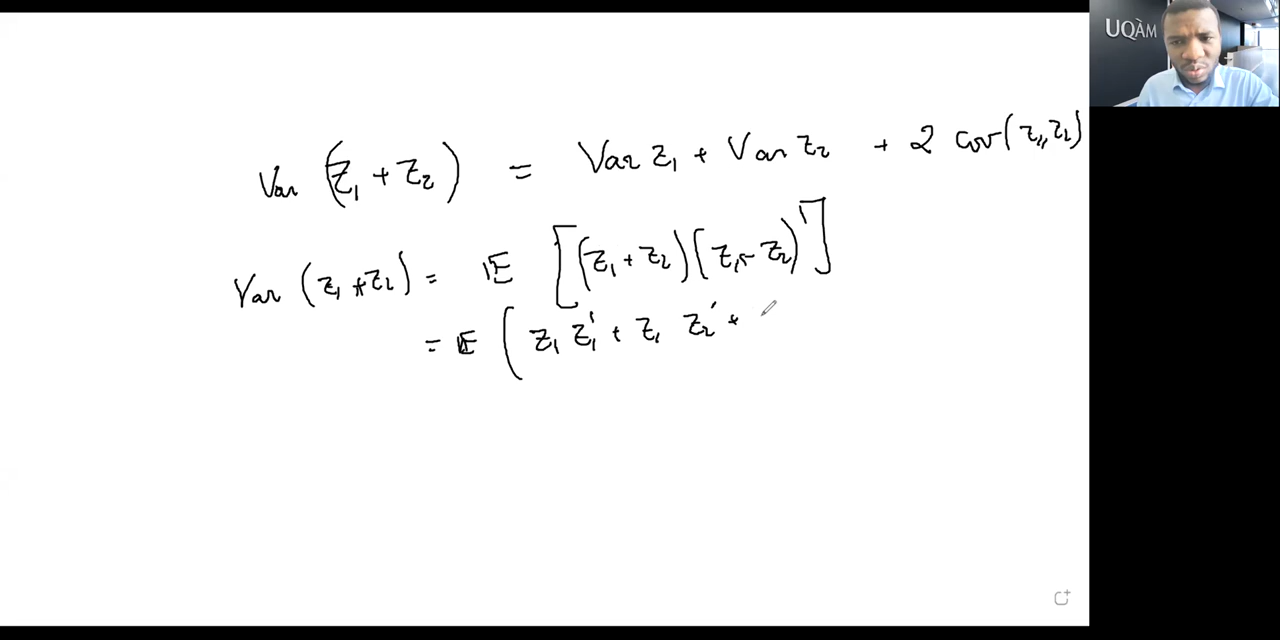 UQÀM
Var (Z₁ + Z₂) = Var Z₁ + Var Z₂ + 2 cov(Z₁, Z₂)
Var (Z₁ + Z₂) = 𝔼 [(Z₁ + Z₂)(Z₁ + Z₂)']
= 𝔼 ( Z₁ Z₁' + Z₁ Z₂' +